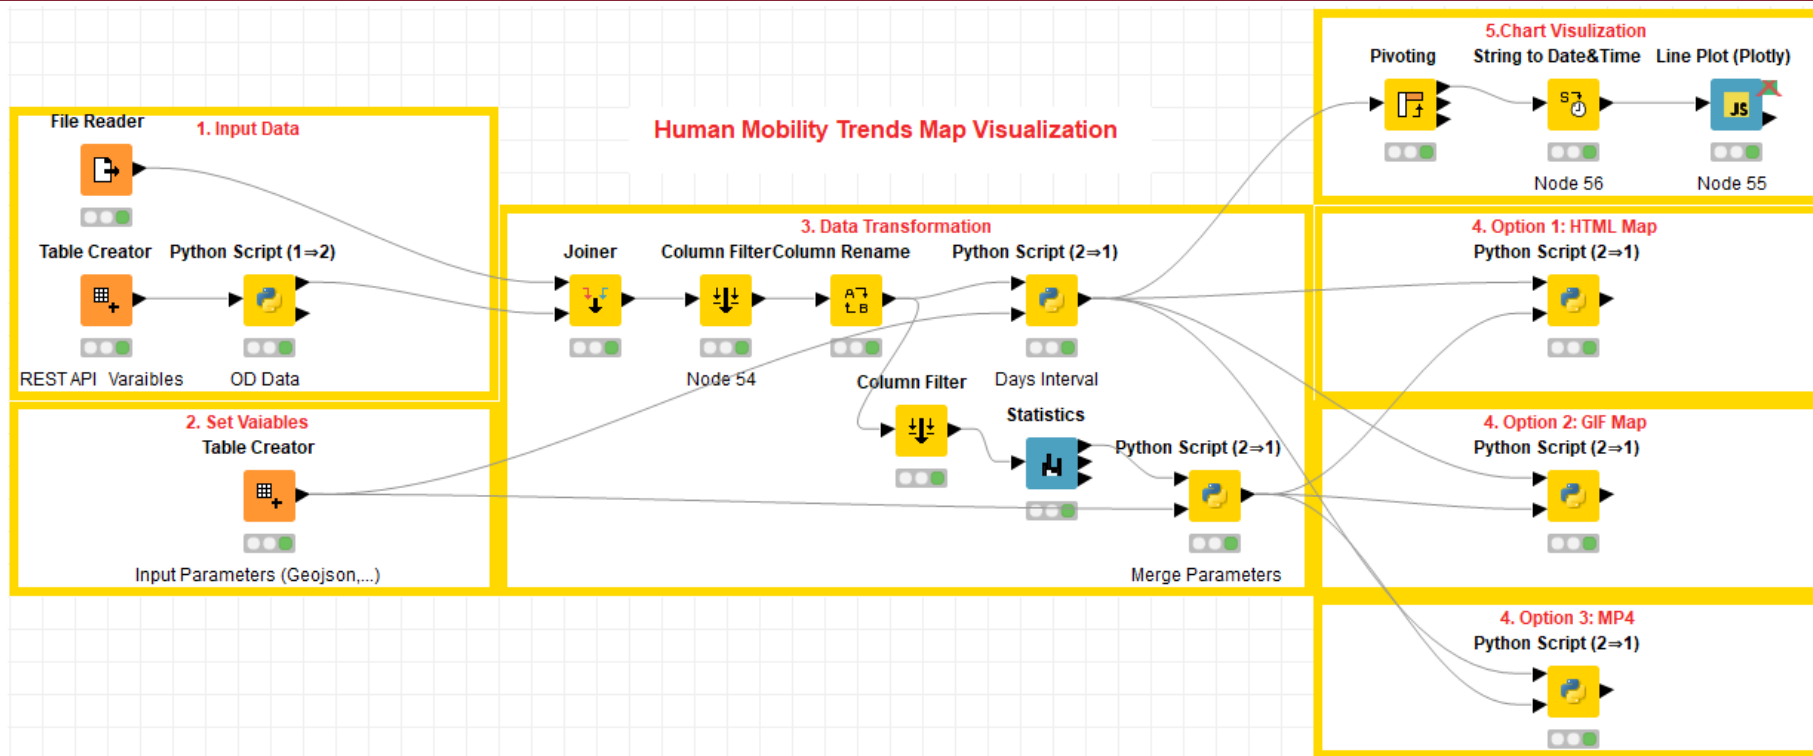 Human Mobility Trends Map Visualization
1. Input Data
File Reader
Table Creator
Python Script (1⇒2)
REST API Varaibles
OD Data
2. Set Vaiables
Table Creator
Input Parameters (Geojson,...)
3. Data Transformation
Joiner
Column Filter
Column Rename
Python Script (2⇒1)
Node 54
Days Interval
Column Filter
Statistics
Python Script (2⇒1)
Merge Parameters
5.Chart Visulization
Pivoting
String to Date&Time
Line Plot (Plotly)
S
JS
Node 56
Node 55
A
B
4. Option 1: HTML Map
Python Script (2⇒1)
4. Option 2: GIF Map
Python Script (2⇒1)
4. Option 3: MP4
Python Script (2⇒1)